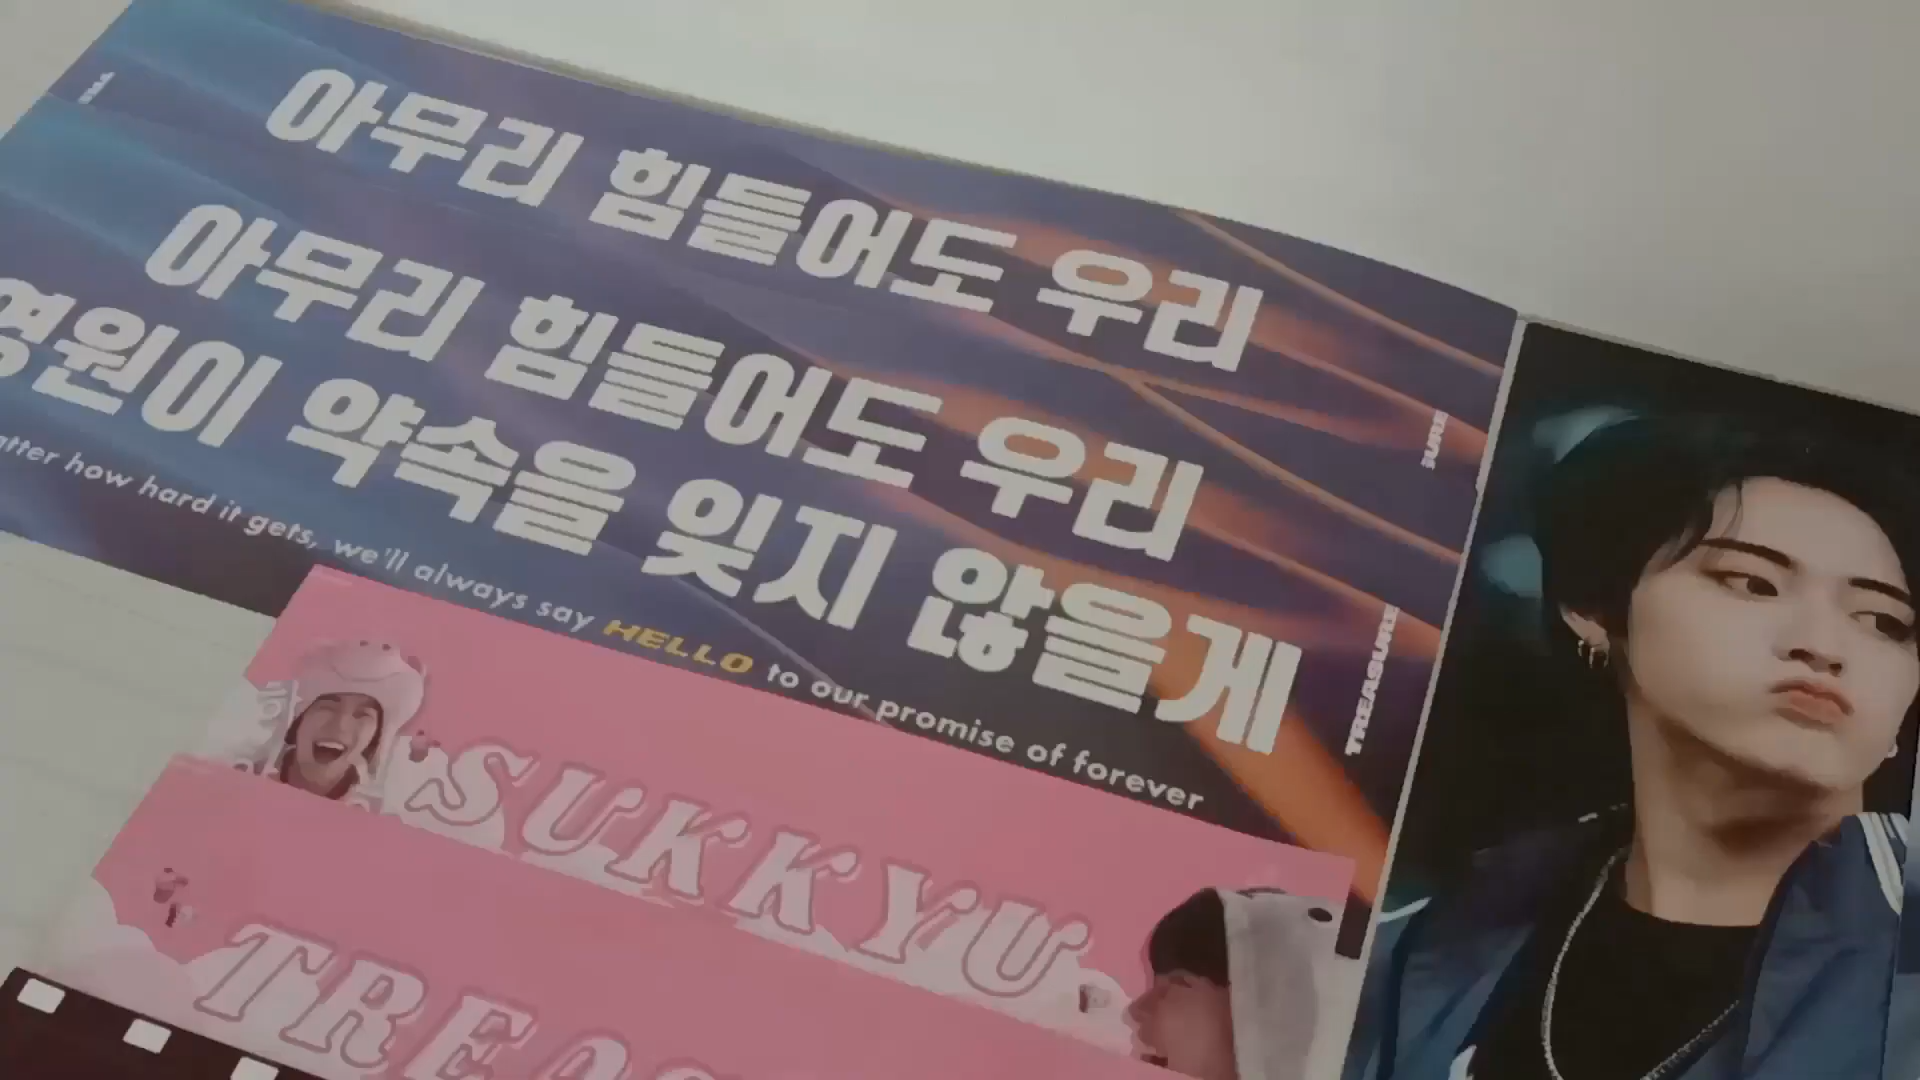 아무리 힘들어도 우리
SURE
아무리 힘들어도 우리
영원이 약속을 잊지 않을게
atter how hard it gets, we'll always say HELLO to our promise of forever
TREASURE
SUKKYU
TREAS